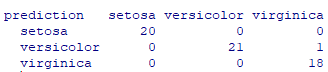 prediction setosa versicolor virginica
setosa 20 0 0
versicolor 0 21 1
virginica 0 0 18